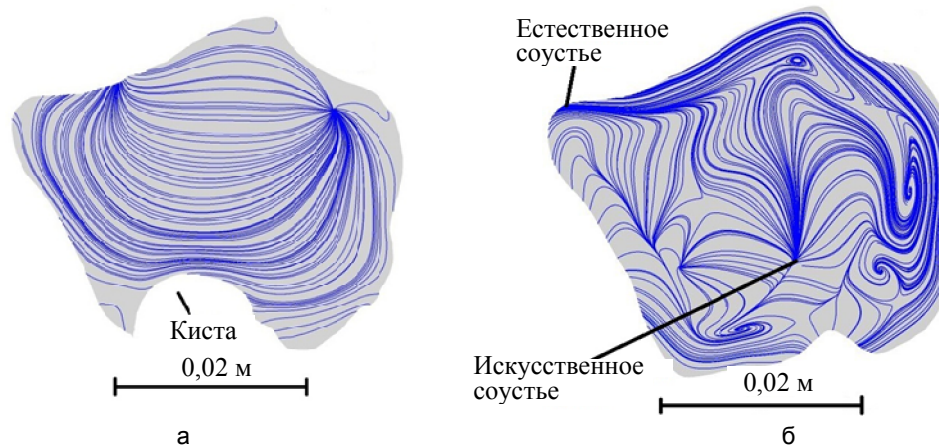 Естественное
соустье
Киста
0,02 м
а
Искусственное
соустье
0,02 м
б